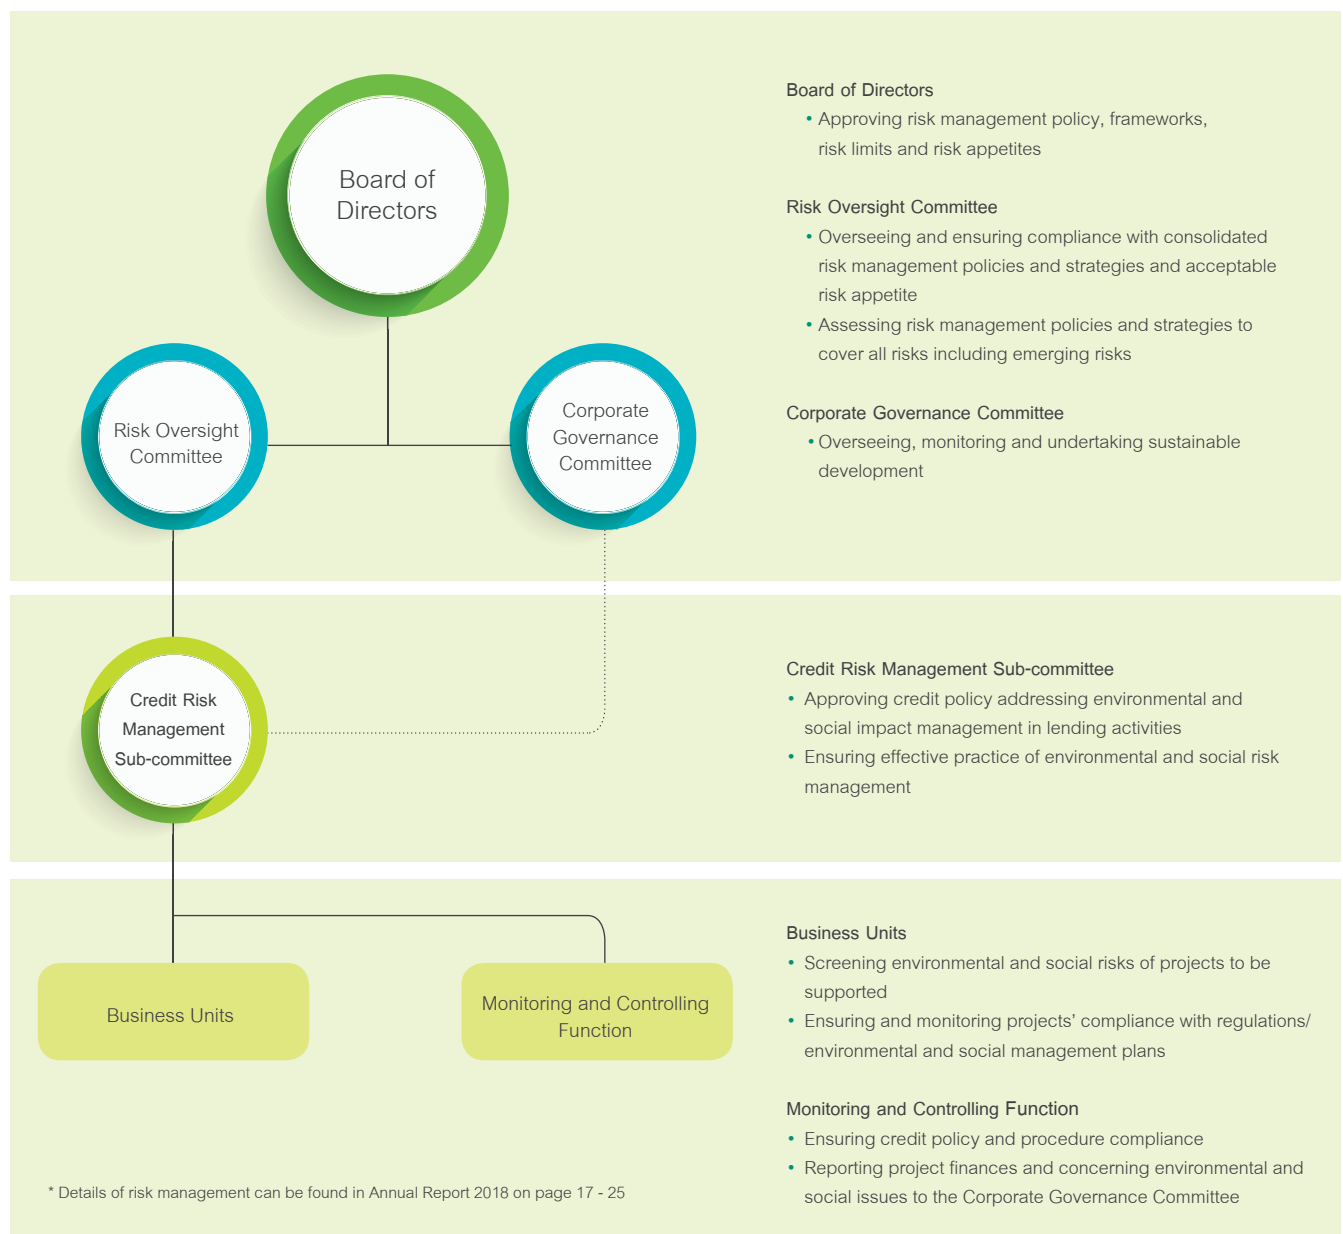 Board of
Directors
Risk Oversight
Committee
Corporate
Governance
Committee
Board of Directors
• Approving risk management policy, frameworks,
risk limits and risk appetites
Risk Oversight Committee
• Overseeing and ensuring compliance with consolidated
risk management policies and strategies and acceptable
risk appetite
• Assessing risk management policies and strategies to
cover all risks including emerging risks
Corporate Governance Committee
• Overseeing, monitoring and undertaking sustainable
development
Credit Risk
Management
Sub-committee
Credit Risk Management Sub-committee
• Approving credit policy addressing environmental and
social impact management in lending activities
• Ensuring effective practice of environmental and social risk
management
Business Units
Monitoring and Controlling
Function
Business Units
• Screening environmental and social risks of projects to be
supported
• Ensuring and monitoring projects' compliance with regulations/
environmental and social management plans
Monitoring and Controlling Function
• Ensuring credit policy and procedure compliance
• Reporting project finances and concerning environmental and
social issues to the Corporate Governance Committee
* Details of risk management can be found in Annual Report 2018 on page 17 - 25